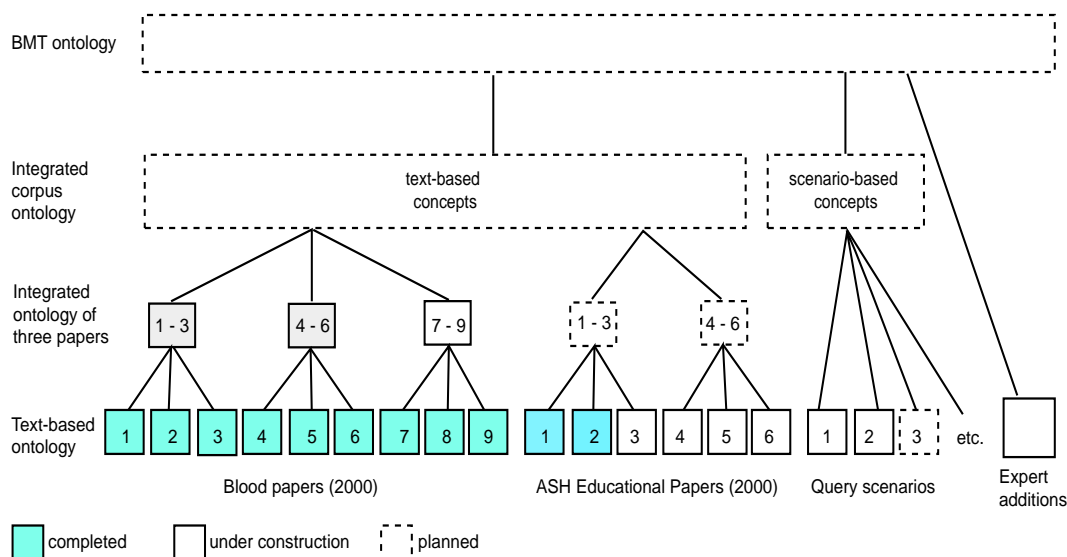 BMT ontology
Integrated
corpus
ontology
text-based
concepts
scenario-based
concepts
Integrated
ontology of
three papers
1 - 3
4 - 6
7 - 9
1 - 3
4 - 6
Text-based
ontology
1
2
3
4
5
6
7
8
9
1
2
3
4
5
6
1
2
3
etc.
Blood papers (2000)
ASH Educational Papers (2000)
Query scenarios
Expert
additions
completed
under construction
planned